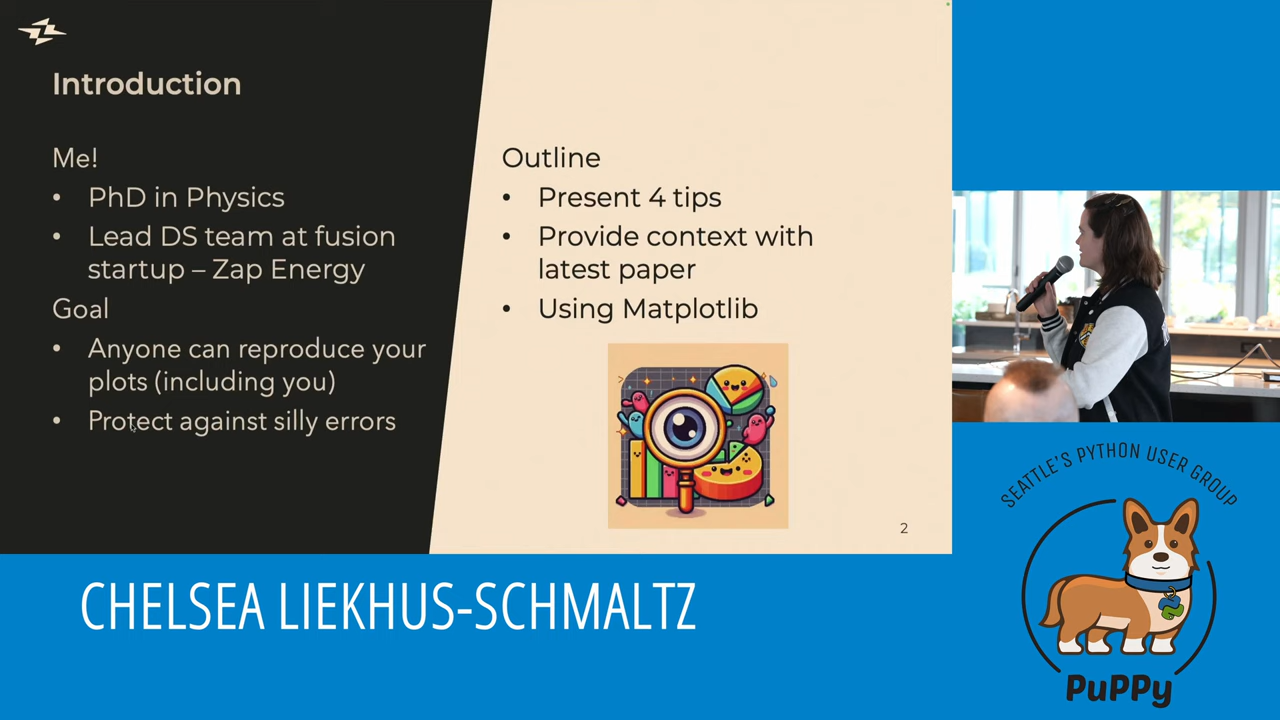 Introduction
Me!
• PhD in Physics
• Lead DS team at fusion
startup – Zap Energy
Goal
• Anyone can reproduce your
plots (including you)
• Protect against silly errors
Outline
• Present 4 tips
• Provide context with
latest paper
• Using Matplotlib
2
CHELSEA LIEKHUS-SCHMALTZ
SEATTLE'S PYTHON USER GROUP
PuPPy